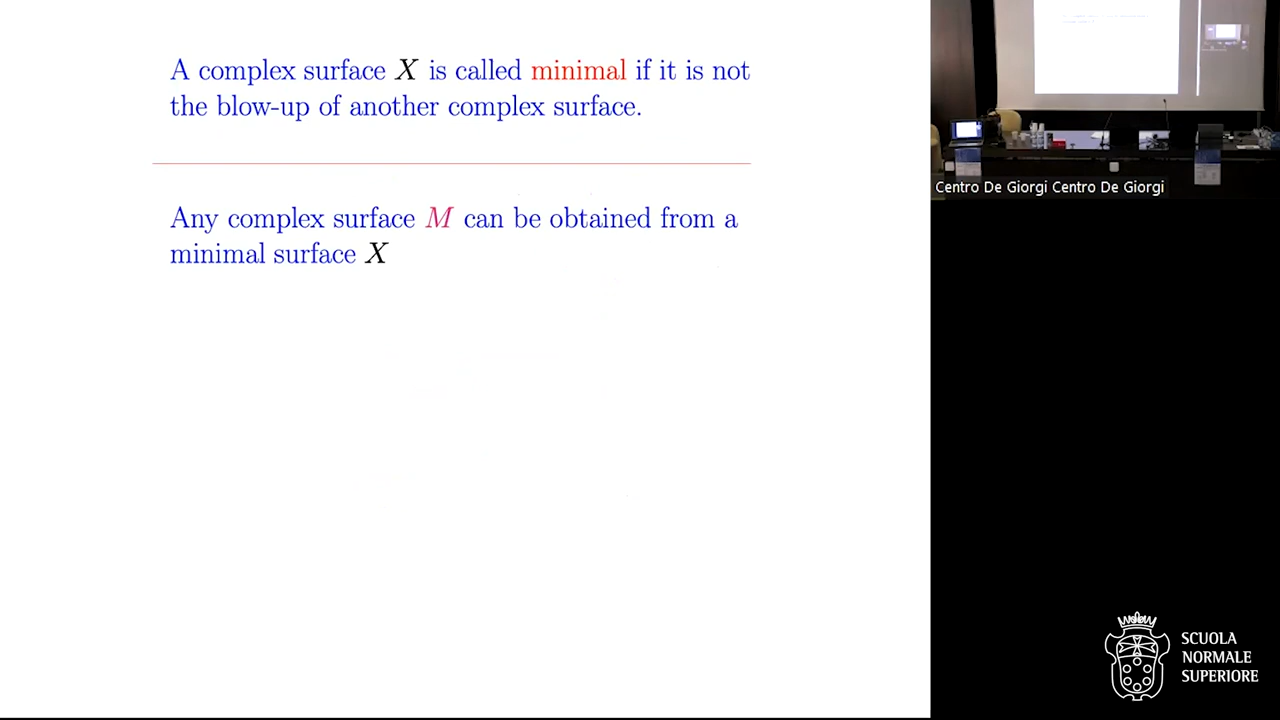 A complex surface X is called minimal if it is not
the blow-up of another complex surface.
Any complex surface M can be obtained from a
minimal surface X
Centro De Giorgi Centro De Giorgi
SCUOLA
NORMALE
SUPERIORE